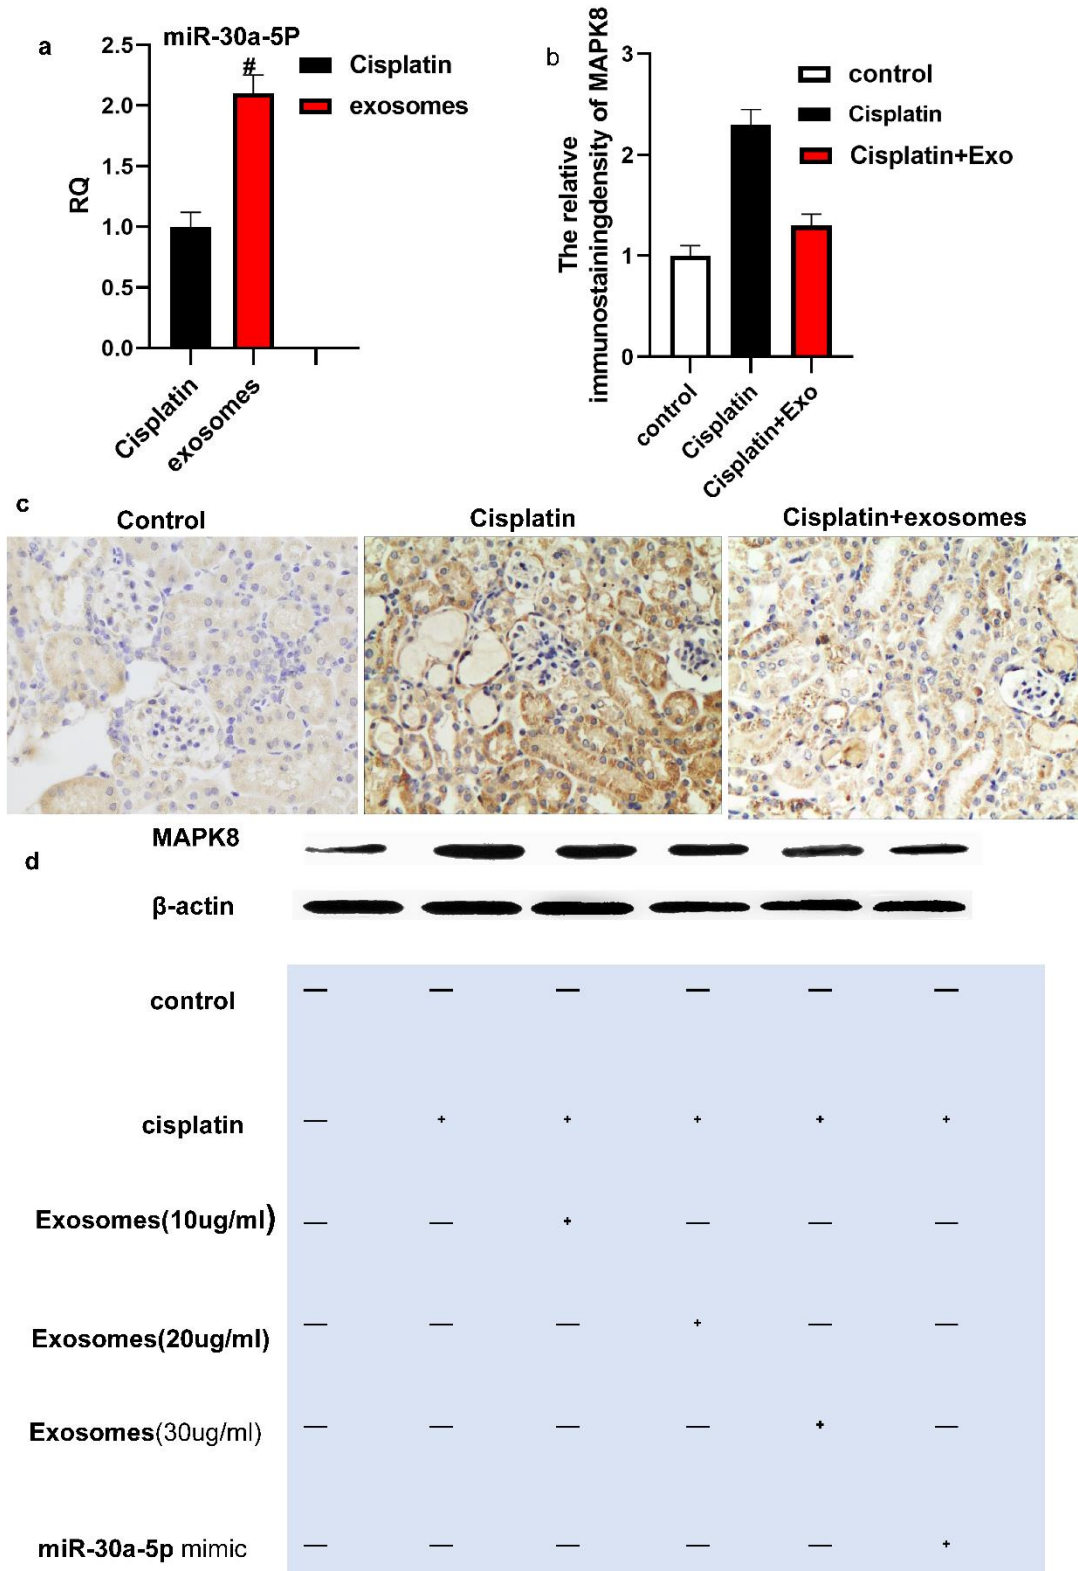 a
miR-30a-5P
#
2.5
2.0
1.5
1.0
0.5
0.0
RQ
Cisplatin
exosomes
Cisplatin
exosomes
b
3
2
1
0
The relative
immunostainingdensity of MAPK8
control
Cisplatin
Cisplatin+Exo
control
Cisplatin
Cisplatin+Exo
c
Control
Cisplatin
Cisplatin+exosomes
d
MAPK8
β-actin
control — — — — — —
cisplatin — + + + + +
Exosomes(10ug/ml) — — + — — —
Exosomes(20ug/ml) — — — + — —
Exosomes(30ug/ml) — — — — + —
miR-30a-5p mimic — — — — — +